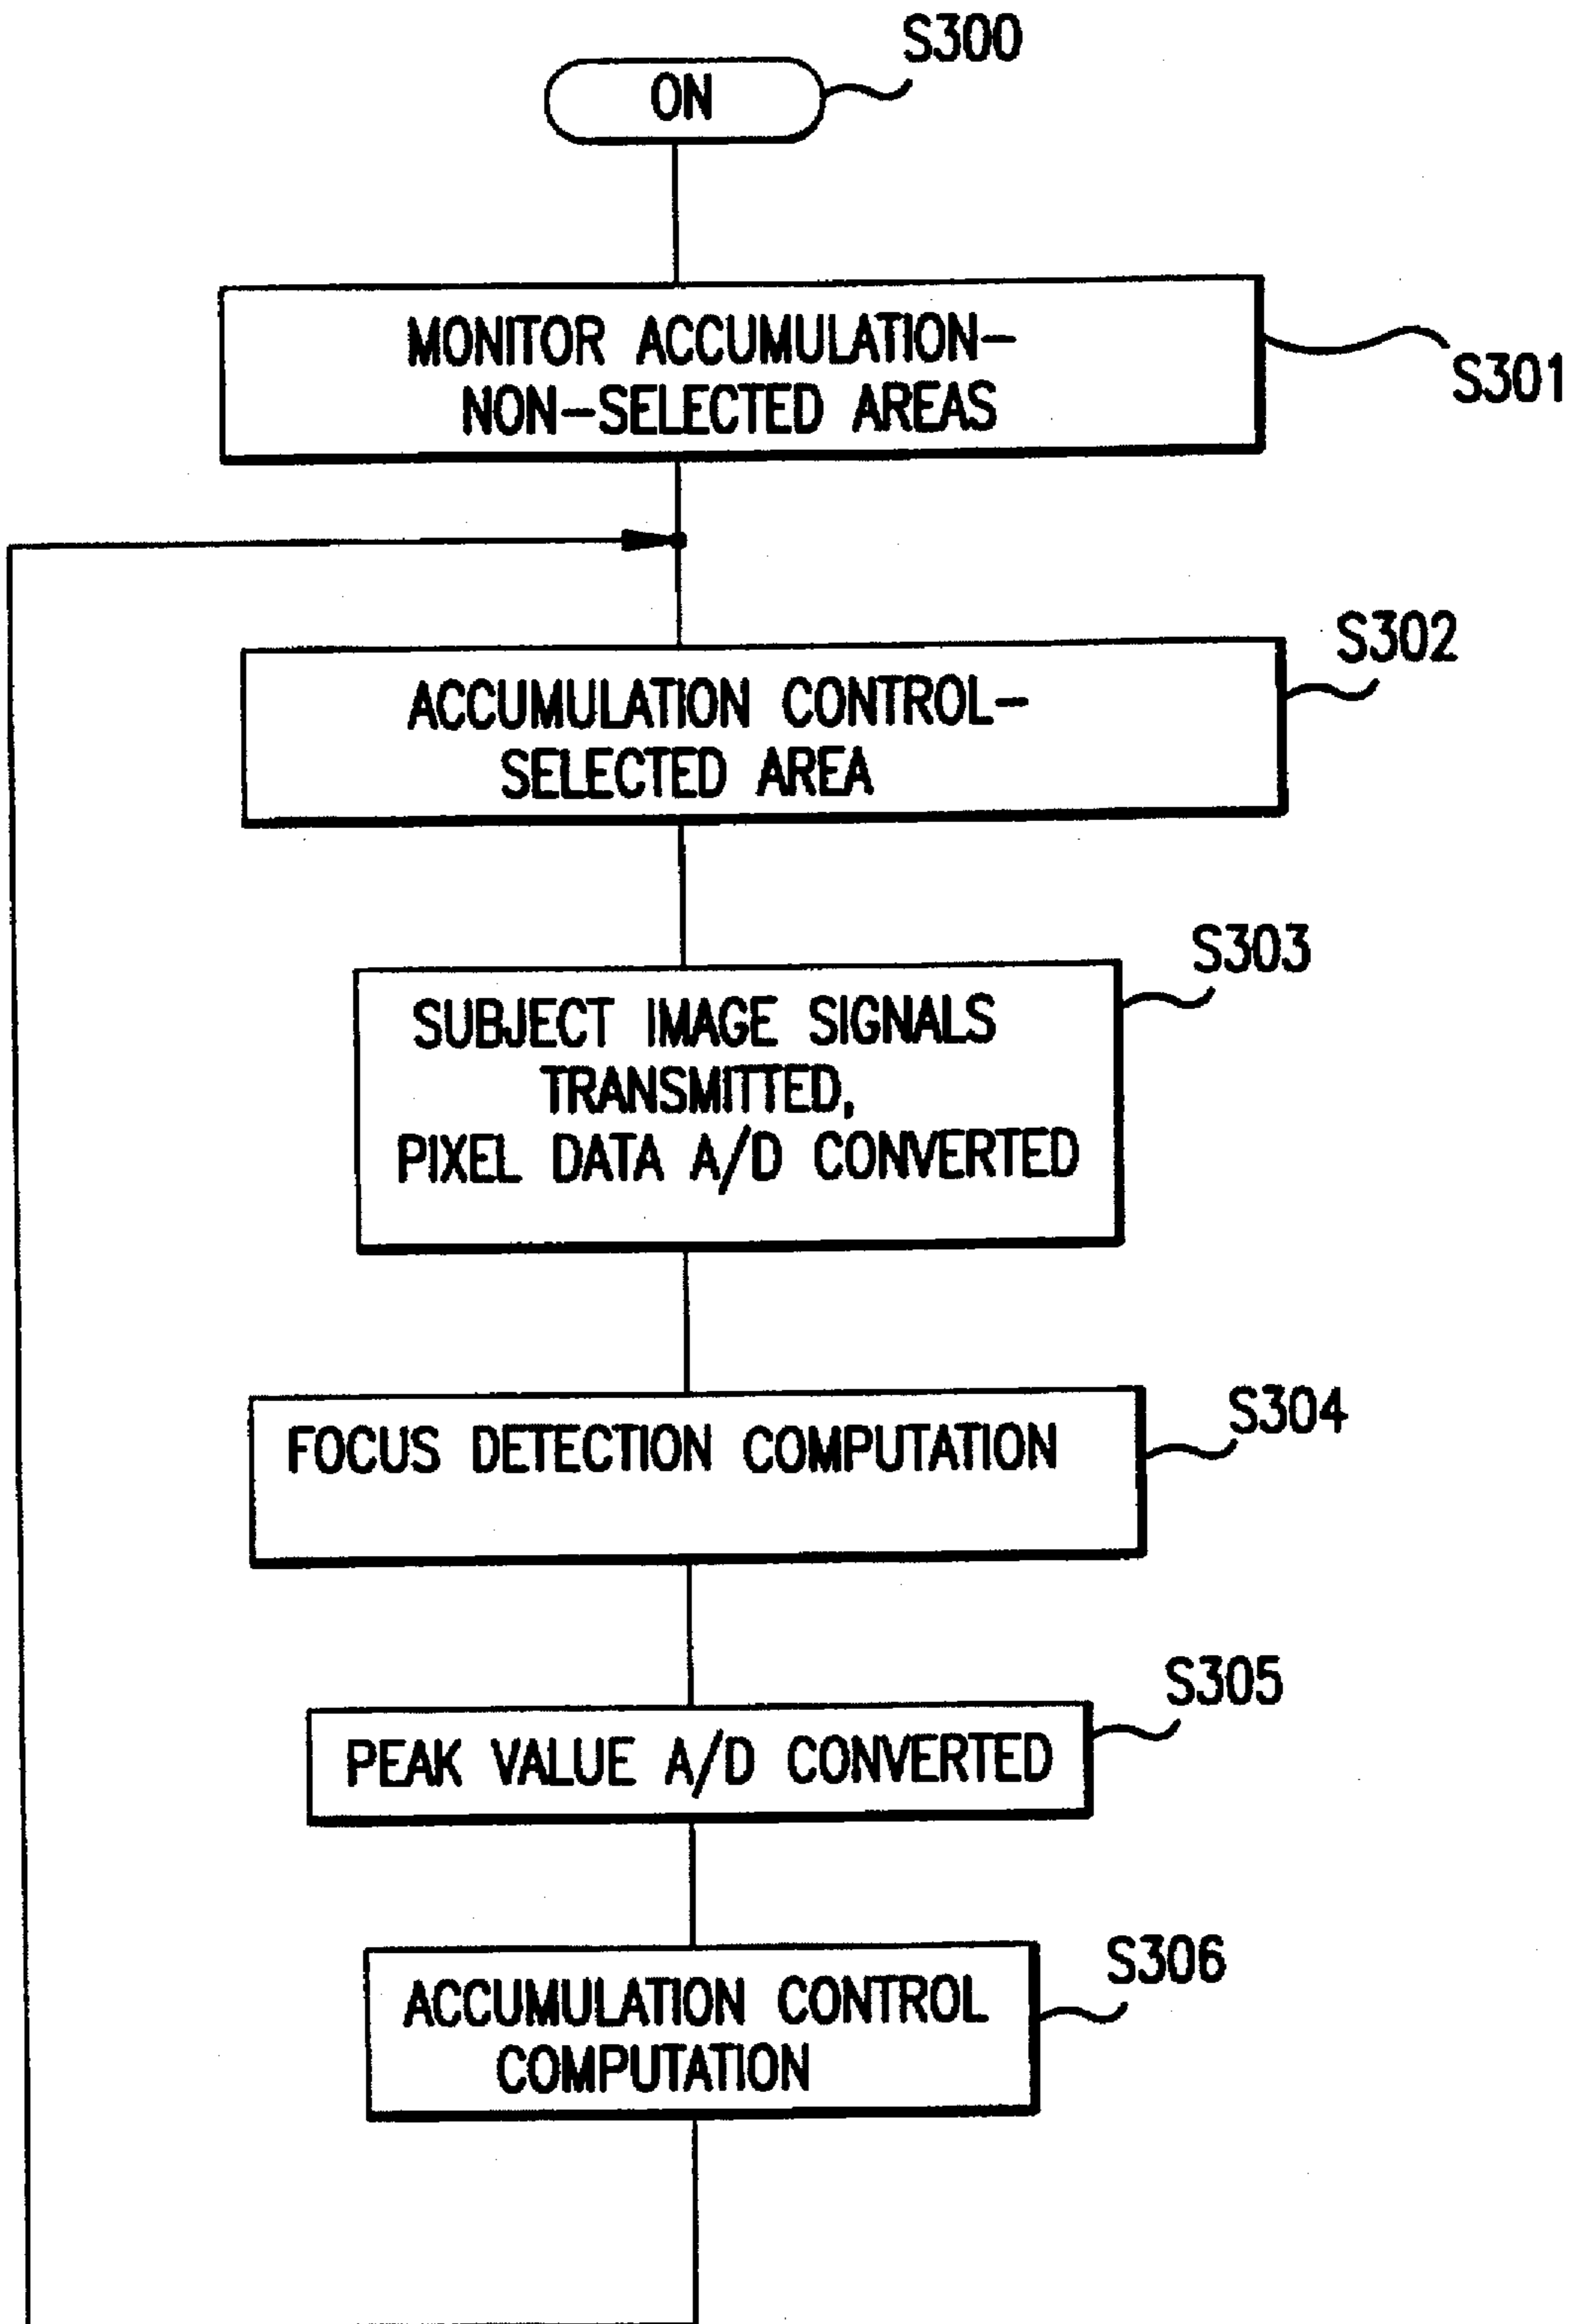 S300
ON
MONITOR ACCUMULATION-
NON-SELECTED AREAS
S301
S302
ACCUMULATION CONTROL-
SELECTED AREA
S303
SUBJECT IMAGE SIGNALS
TRANSMITTED,
PIXEL DATA A/D CONVERTED
S304
FOCUS DETECTION COMPUTATION
S305
PEAK VALUE A/D CONVERTED
S306
ACCUMULATION CONTROL
COMPUTATION